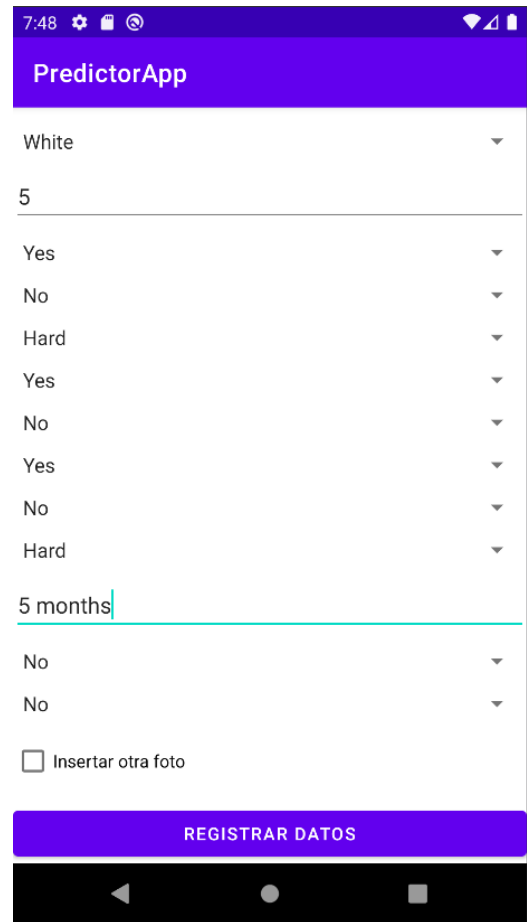 7:48
PredictorApp
White
5
Yes
No
Hard
Yes
No
Yes
No
Hard
5 months
No
No
Insertar otra foto
REGISTRAR DATOS